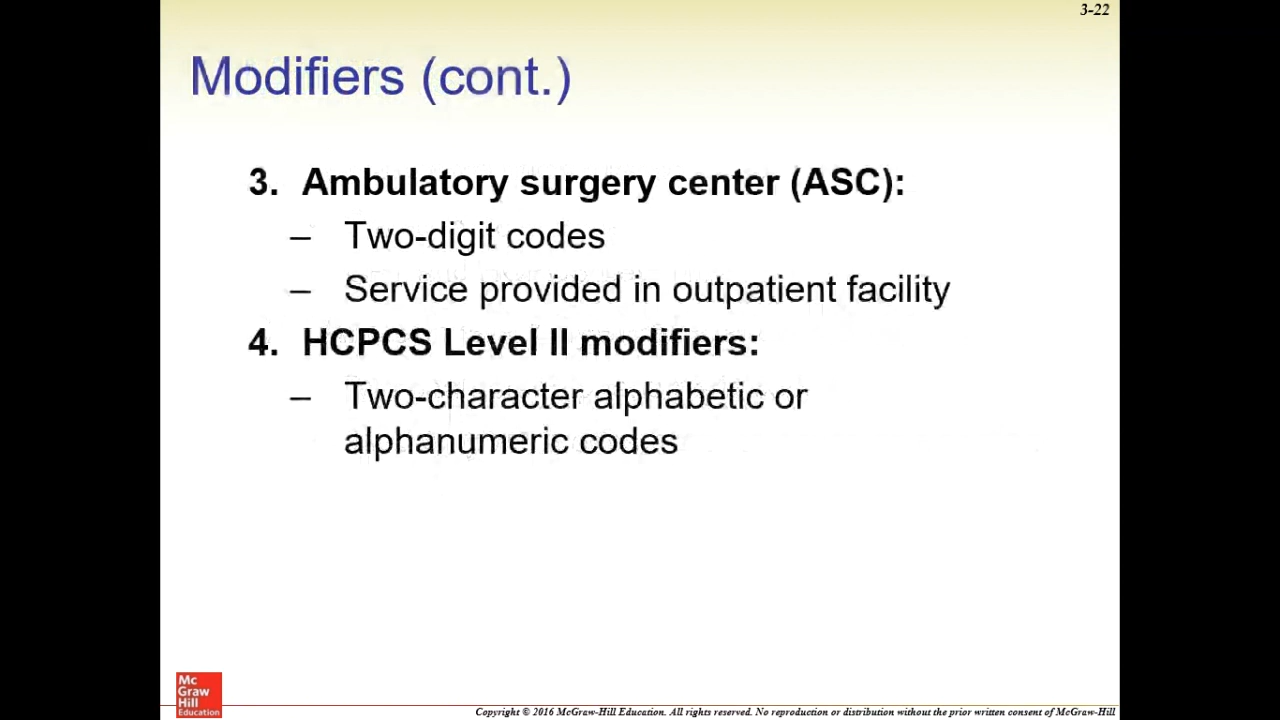 3-22
Modifiers (cont.)
3. Ambulatory surgery center (ASC):
– Two-digit codes
– Service provided in outpatient facility
4. HCPCS Level II modifiers:
– Two-character alphabetic or
alphanumeric codes
Mc
Graw
Hill
Education
Copyright © 2016 McGraw-Hill Education. All rights reserved. No reproduction or distribution without the prior written consent of McGraw-Hill